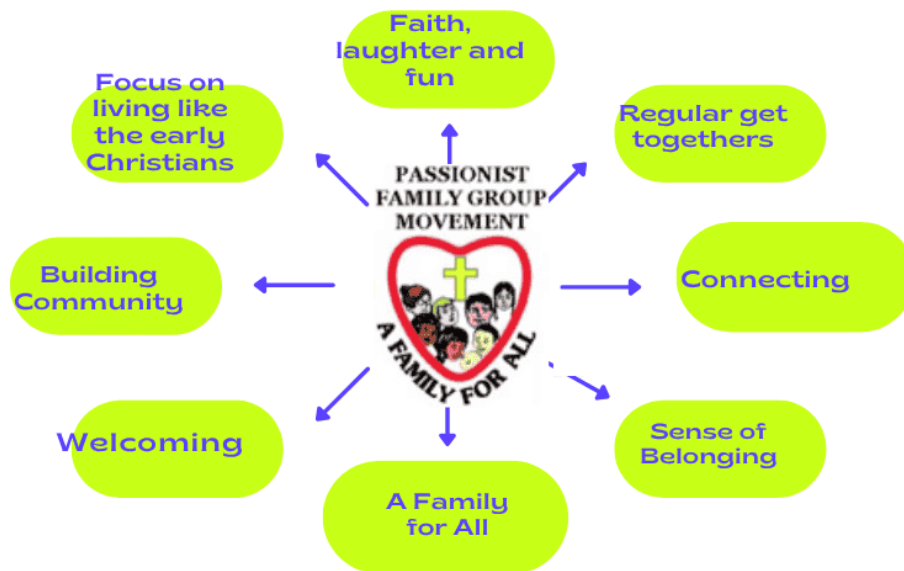 Faith,
laughter and
fun
Focus on
living like
the early
Christians
Regular get
togethers
PASSIONIST
FAMILY GROUP
MOVEMENT
A FAMILY FOR ALL
Building
Community
Connecting
Welcoming
Sense of
Belonging
A Family
for All